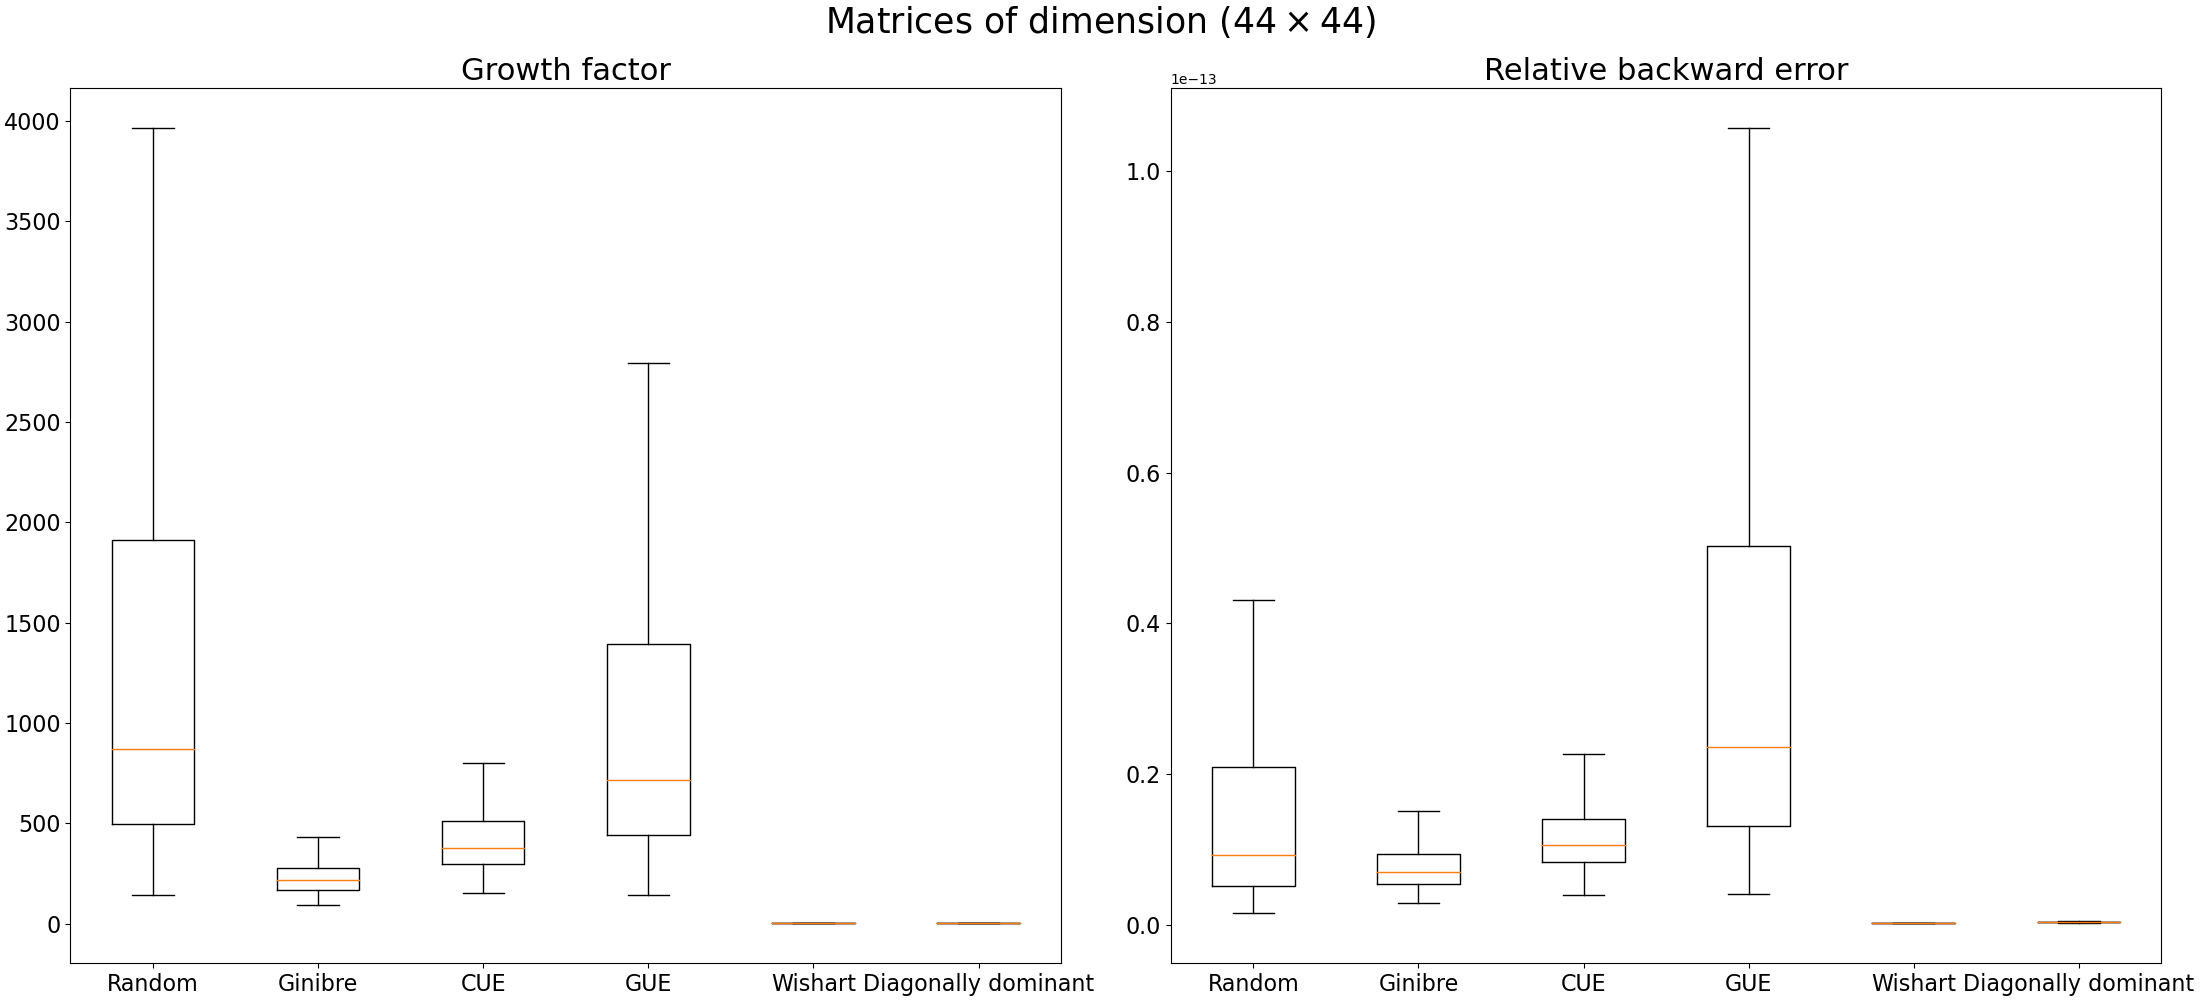 Matrices of dimension (44 × 44)
Growth factor
4000
3500
3000
2500
2000
1500
1000
500
0
Random Ginibre CUE GUE Wishart Diagonally dominant
Relative backward error
1e−13
1.0
0.8
0.6
0.4
0.2
0.0
Random Ginibre CUE GUE Wishart Diagonally dominant